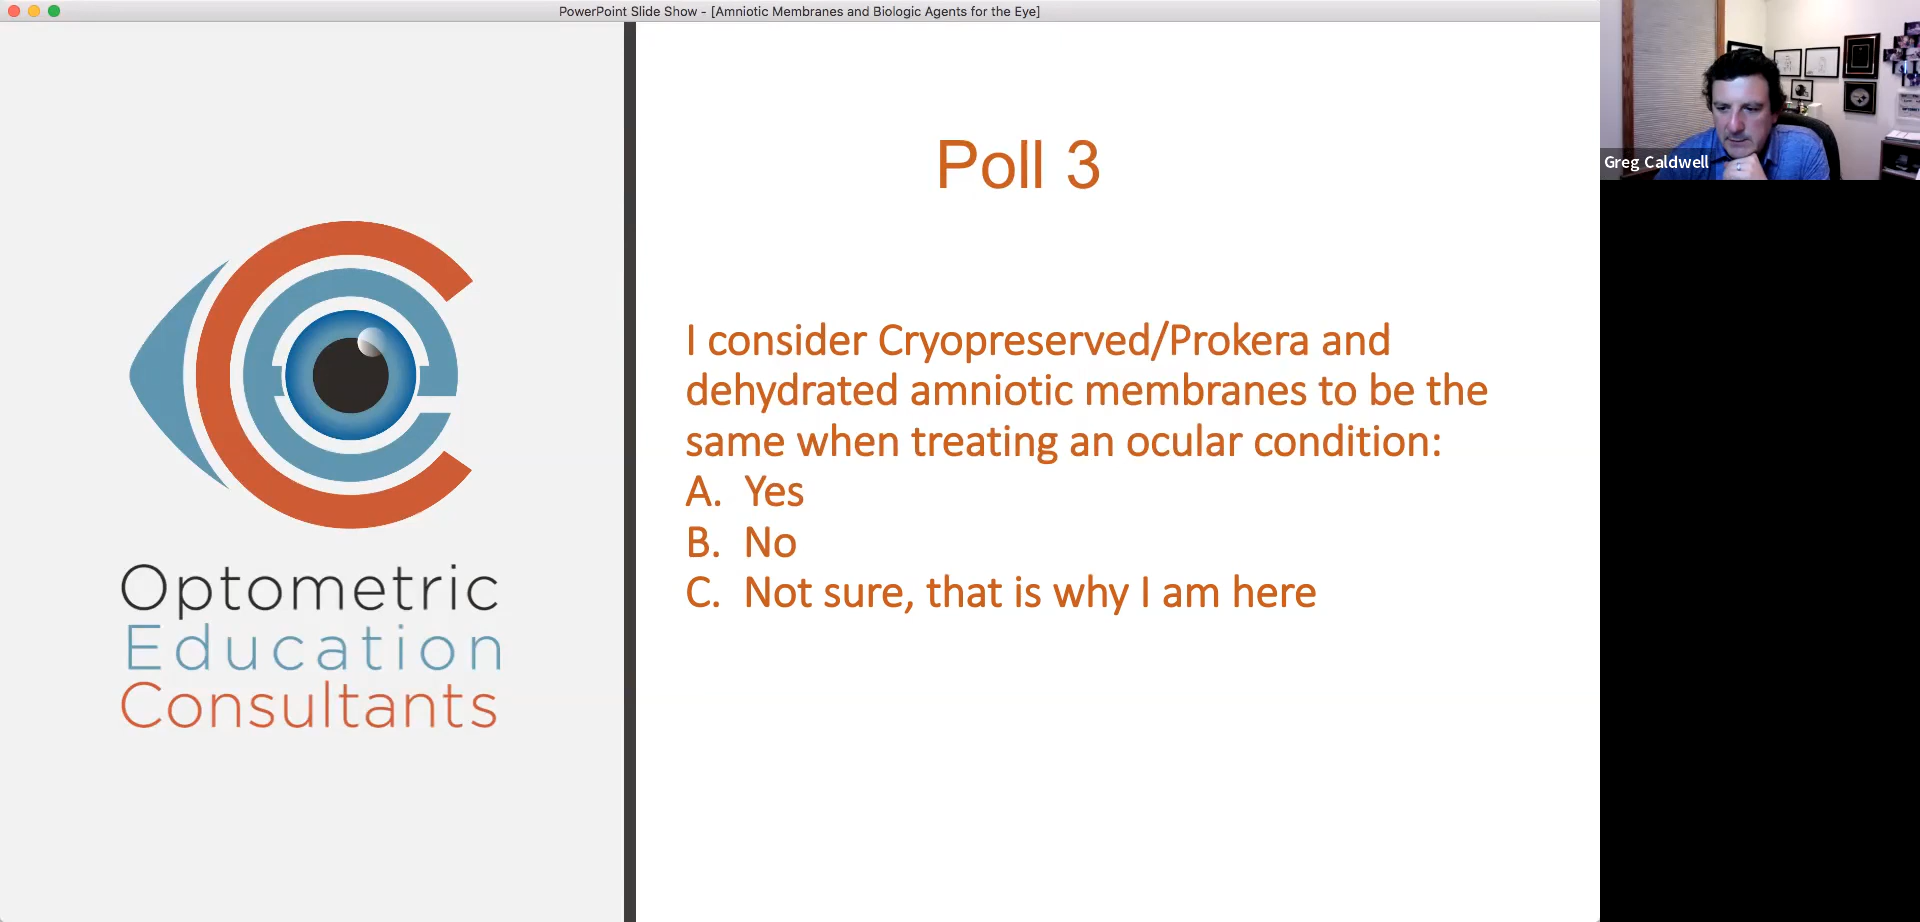 PowerPoint Slide Show - [Amniotic Membranes and Biologic Agents for the Eye]
Optometric
Education
Consultants
Poll 3
I consider Cryopreserved/Prokera and
dehydrated amniotic membranes to be the
same when treating an ocular condition:
A. Yes
B. No
C. Not sure, that is why I am here
Greg Caldwell